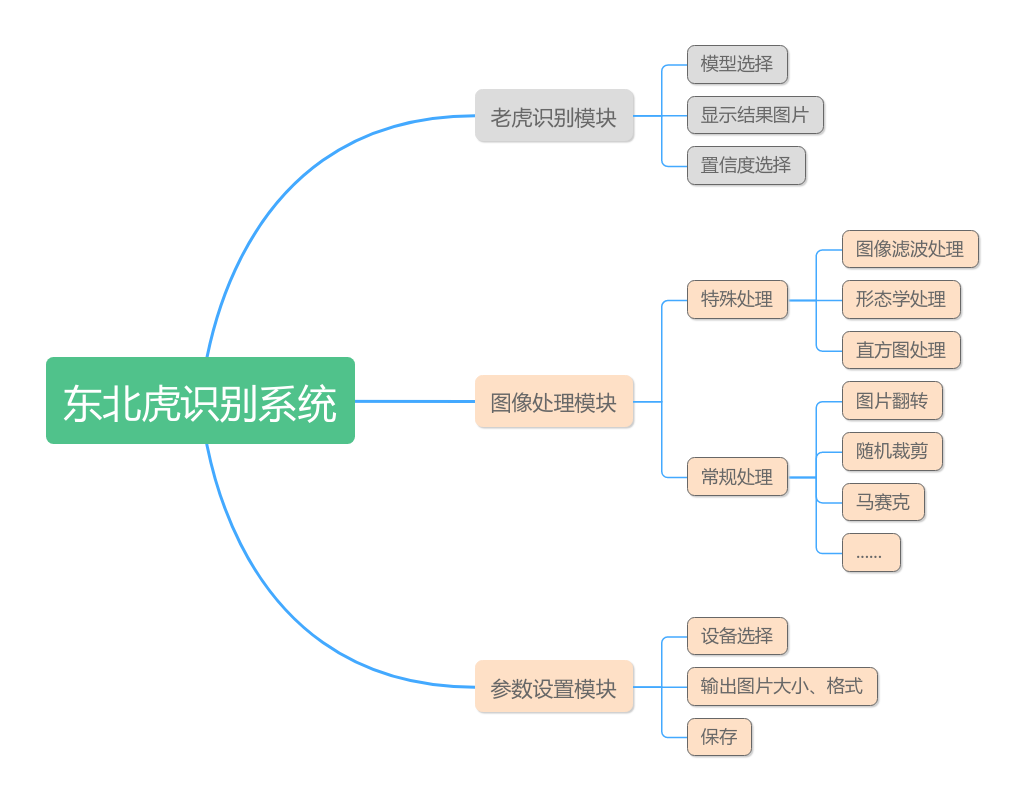 东北虎识别系统
老虎识别模块
模型选择
显示结果图片
置信度选择
图像处理模块
特殊处理
图像滤波处理
形态学处理
直方图处理
常规处理
图片翻转
随机裁剪
马赛克
......
参数设置模块
设备选择
输出图片大小、格式
保存